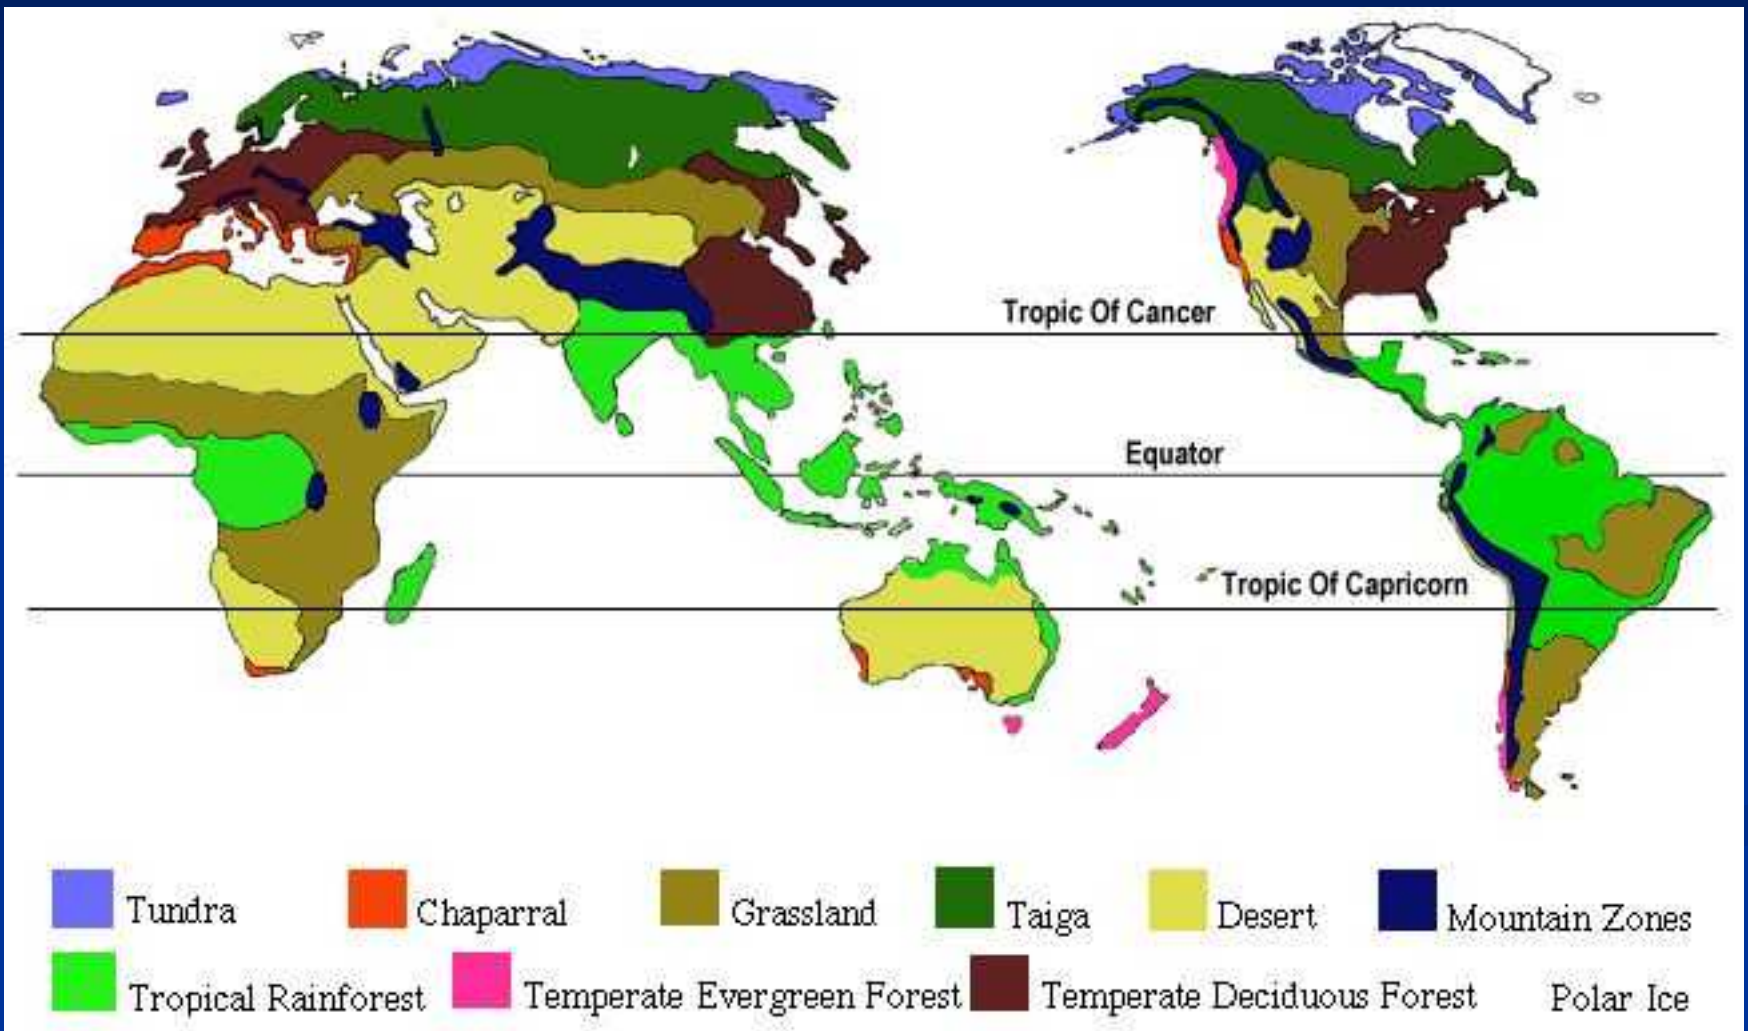 Tropic Of Cancer
Equator
Tropic Of Capricorn
Tundra
Chaparral
Grassland
Taiga
Desert
Mountain Zones
Tropical Rainforest
Temperate Evergreen Forest
Temperate Deciduous Forest
Polar Ice